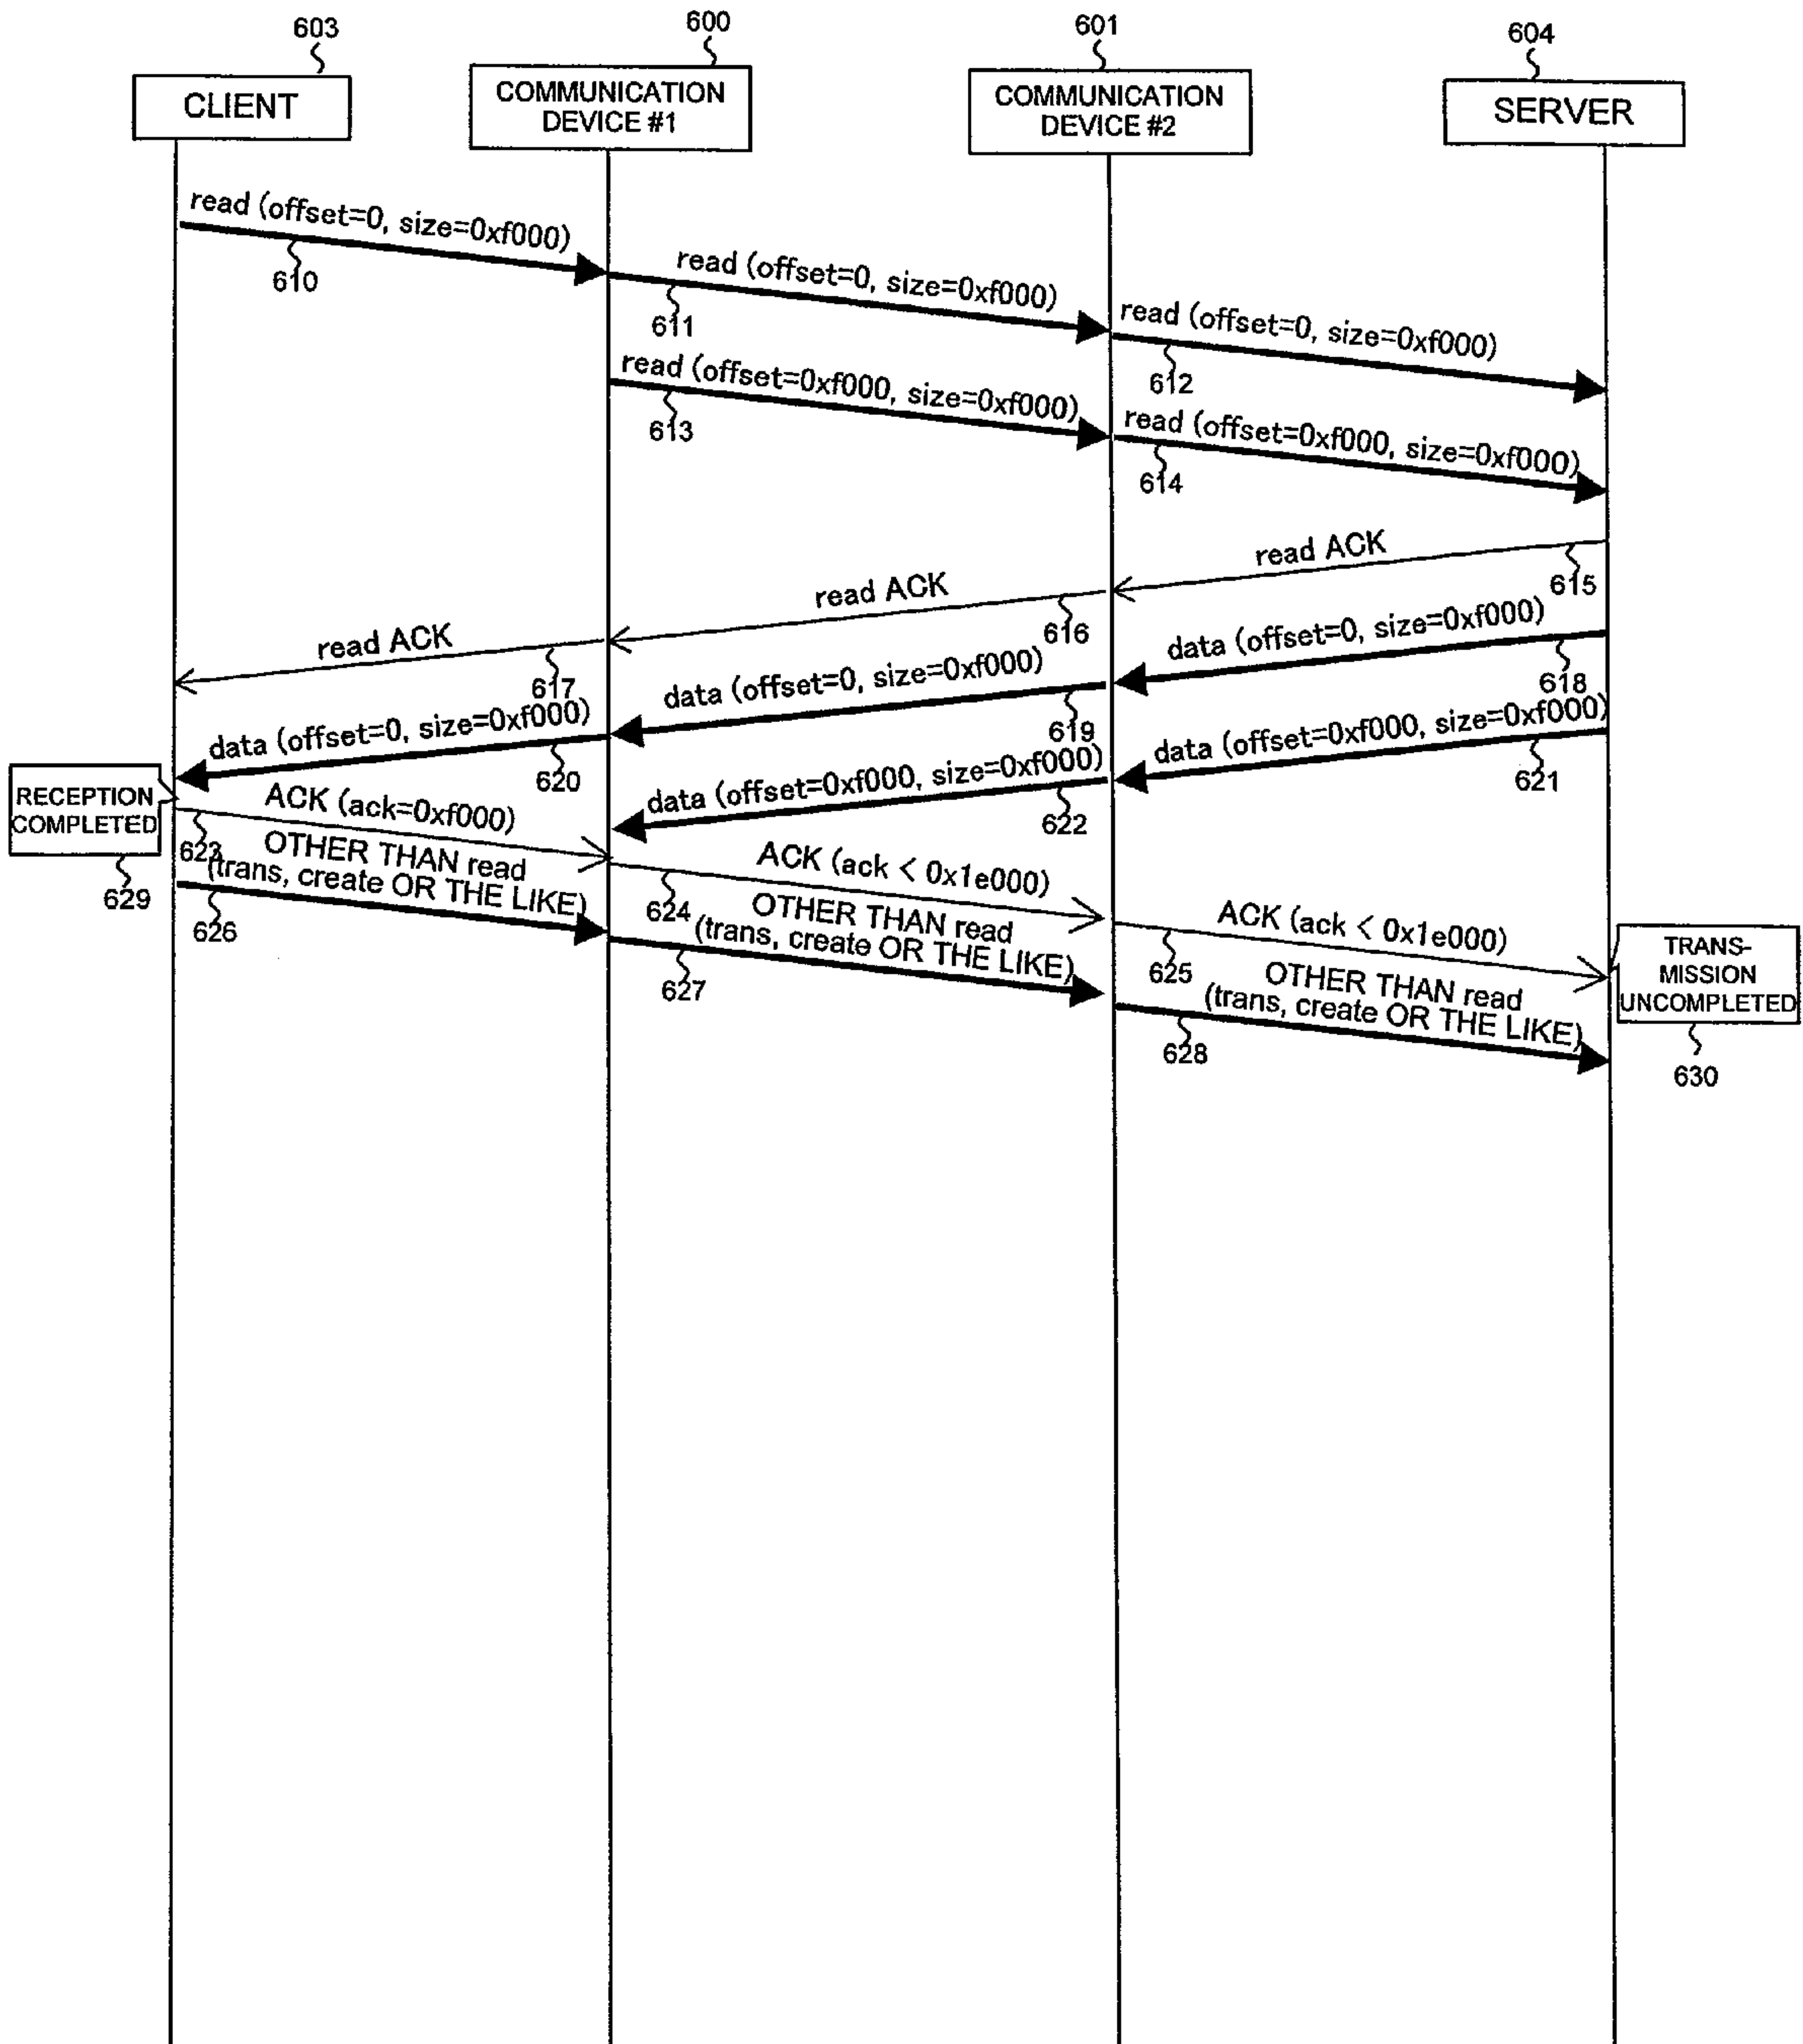 603
600
601
604
CLIENT
COMMUNICATION
DEVICE #1
COMMUNICATION
DEVICE #2
SERVER
read (offset=0, size=0xf000)
610
read (offset=0, size=0xf000)
611
read (offset=0, size=0xf000)
612
read (offset=0xf000, size=0xf000)
613
read (offset=0xf000, size=0xf000)
614
read ACK
615
read ACK
616
read ACK
617
data (offset=0, size=0xf000)
618
data (offset=0, size=0xf000)
619
data (offset=0, size=0xf000)
620
data (offset=0xf000, size=0xf000)
621
data (offset=0xf000, size=0xf000)
622
RECEPTION
COMPLETED
629
ACK (ack=0xf000)
623
ACK (ack < 0x1e000)
624
ACK (ack < 0x1e000)
625
OTHER THAN read
(trans, create OR THE LIKE)
626
OTHER THAN read
(trans, create OR THE LIKE)
627
OTHER THAN read
(trans, create OR THE LIKE)
628
TRANS-
MISSION
UNCOMPLETED
630